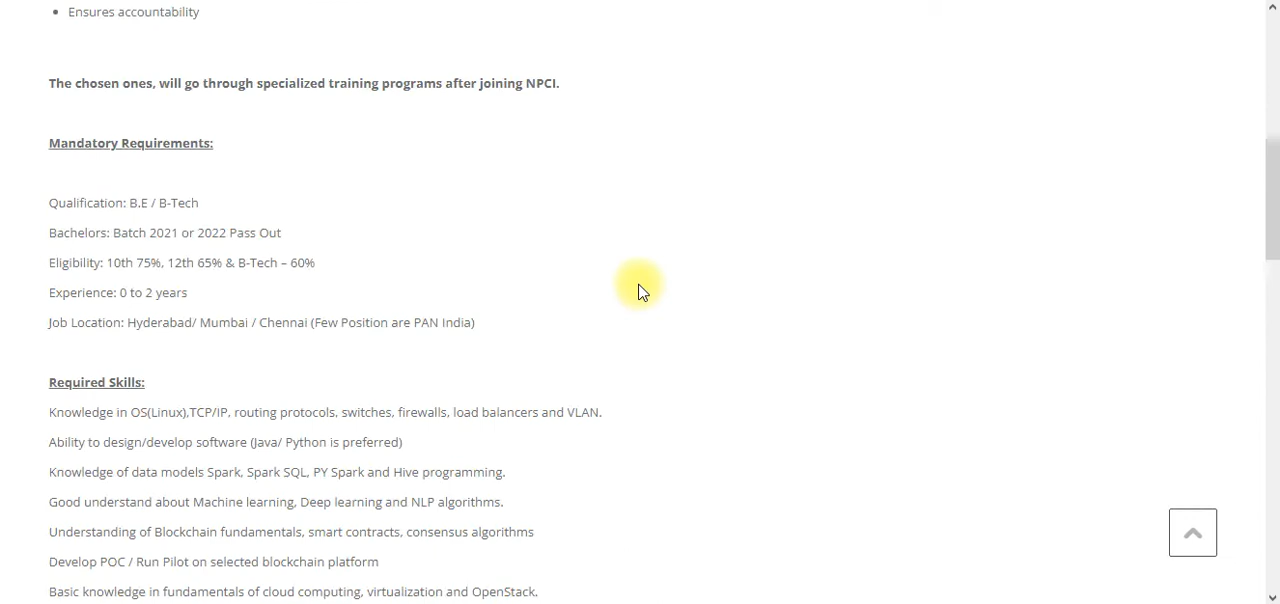 Ensures accountability
The chosen ones, will go through specialized training programs after joining NPCI.
Mandatory Requirements:
Qualification: B.E / B-Tech
Bachelors: Batch 2021 or 2022 Pass Out
Eligibility: 10th 75%, 12th 65% & B-Tech – 60%
Experience: 0 to 2 years
Job Location: Hyderabad/ Mumbai / Chennai (Few Position are PAN India)
Required Skills:
Knowledge in OS(Linux),TCP/IP, routing protocols, switches, firewalls, load balancers and VLAN.
Ability to design/develop software (Java/ Python is preferred)
Knowledge of data models Spark, Spark SQL, PY Spark and Hive programming.
Good understand about Machine learning, Deep learning and NLP algorithms.
Understanding of Blockchain fundamentals, smart contracts, consensus algorithms
Develop POC / Run Pilot on selected blockchain platform
Basic knowledge in fundamentals of cloud computing, virtualization and OpenStack.